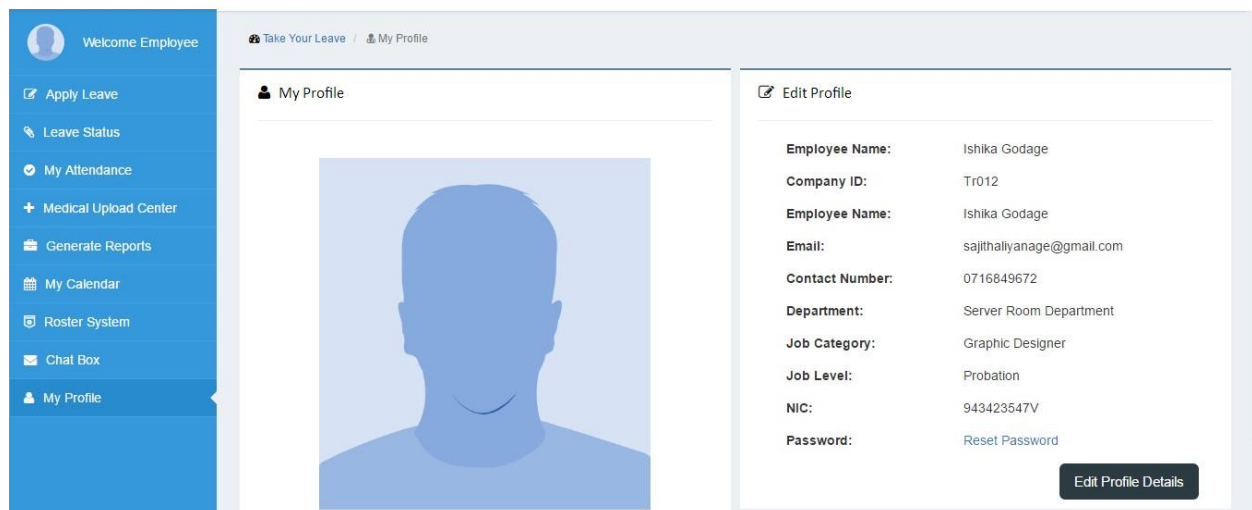 Welcome Employee
Apply Leave
Leave Status
My Attendance
Medical Upload Center
Generate Reports
My Calendar
Roster System
Chat Box
My Profile
Take Your Leave / My Profile
My Profile
Edit Profile
Employee Name: Ishika Godage
Company ID: Tr012
Employee Name: Ishika Godage
Email: sajithaliyanage@gmail.com
Contact Number: 0716849672
Department: Server Room Department
Job Category: Graphic Designer
Job Level: Probation
NIC: 943423547V
Password: Reset Password
Edit Profile Details